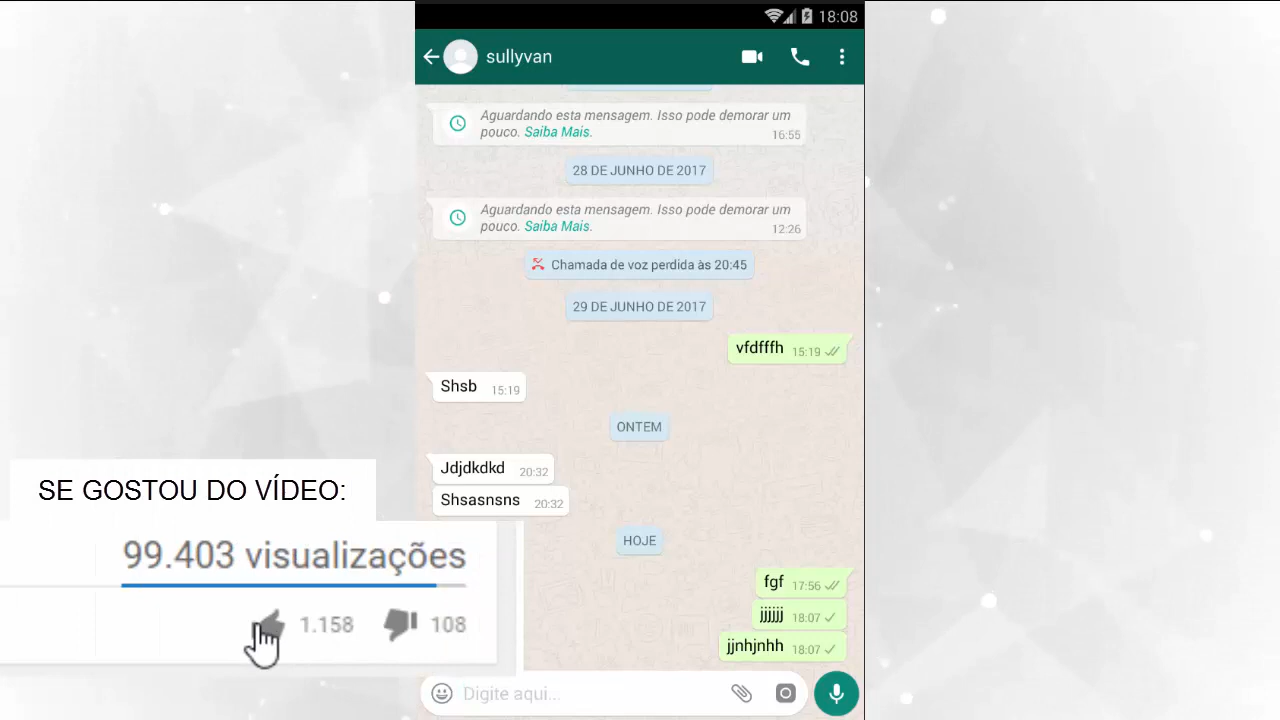 18:08
sullyvan
Aguardando esta mensagem. Isso pode demorar um
pouco. Saiba Mais.
16:55
28 DE JUNHO DE 2017
Aguardando esta mensagem. Isso pode demorar um
pouco. Saiba Mais.
12:26
Chamada de voz perdida às 20:45
29 DE JUNHO DE 2017
vfdfffh 15:19
Shsb 15:19
ONTEM
Jdjdkdkd 20:32
Shsasnsns 20:32
HOJE
fgf 17:56
jjjjjj 18:07
jjnhjnhh 18:07
Digite aqui...
SE GOSTOU DO VÍDEO:
99.403 visualizações
1.158 108